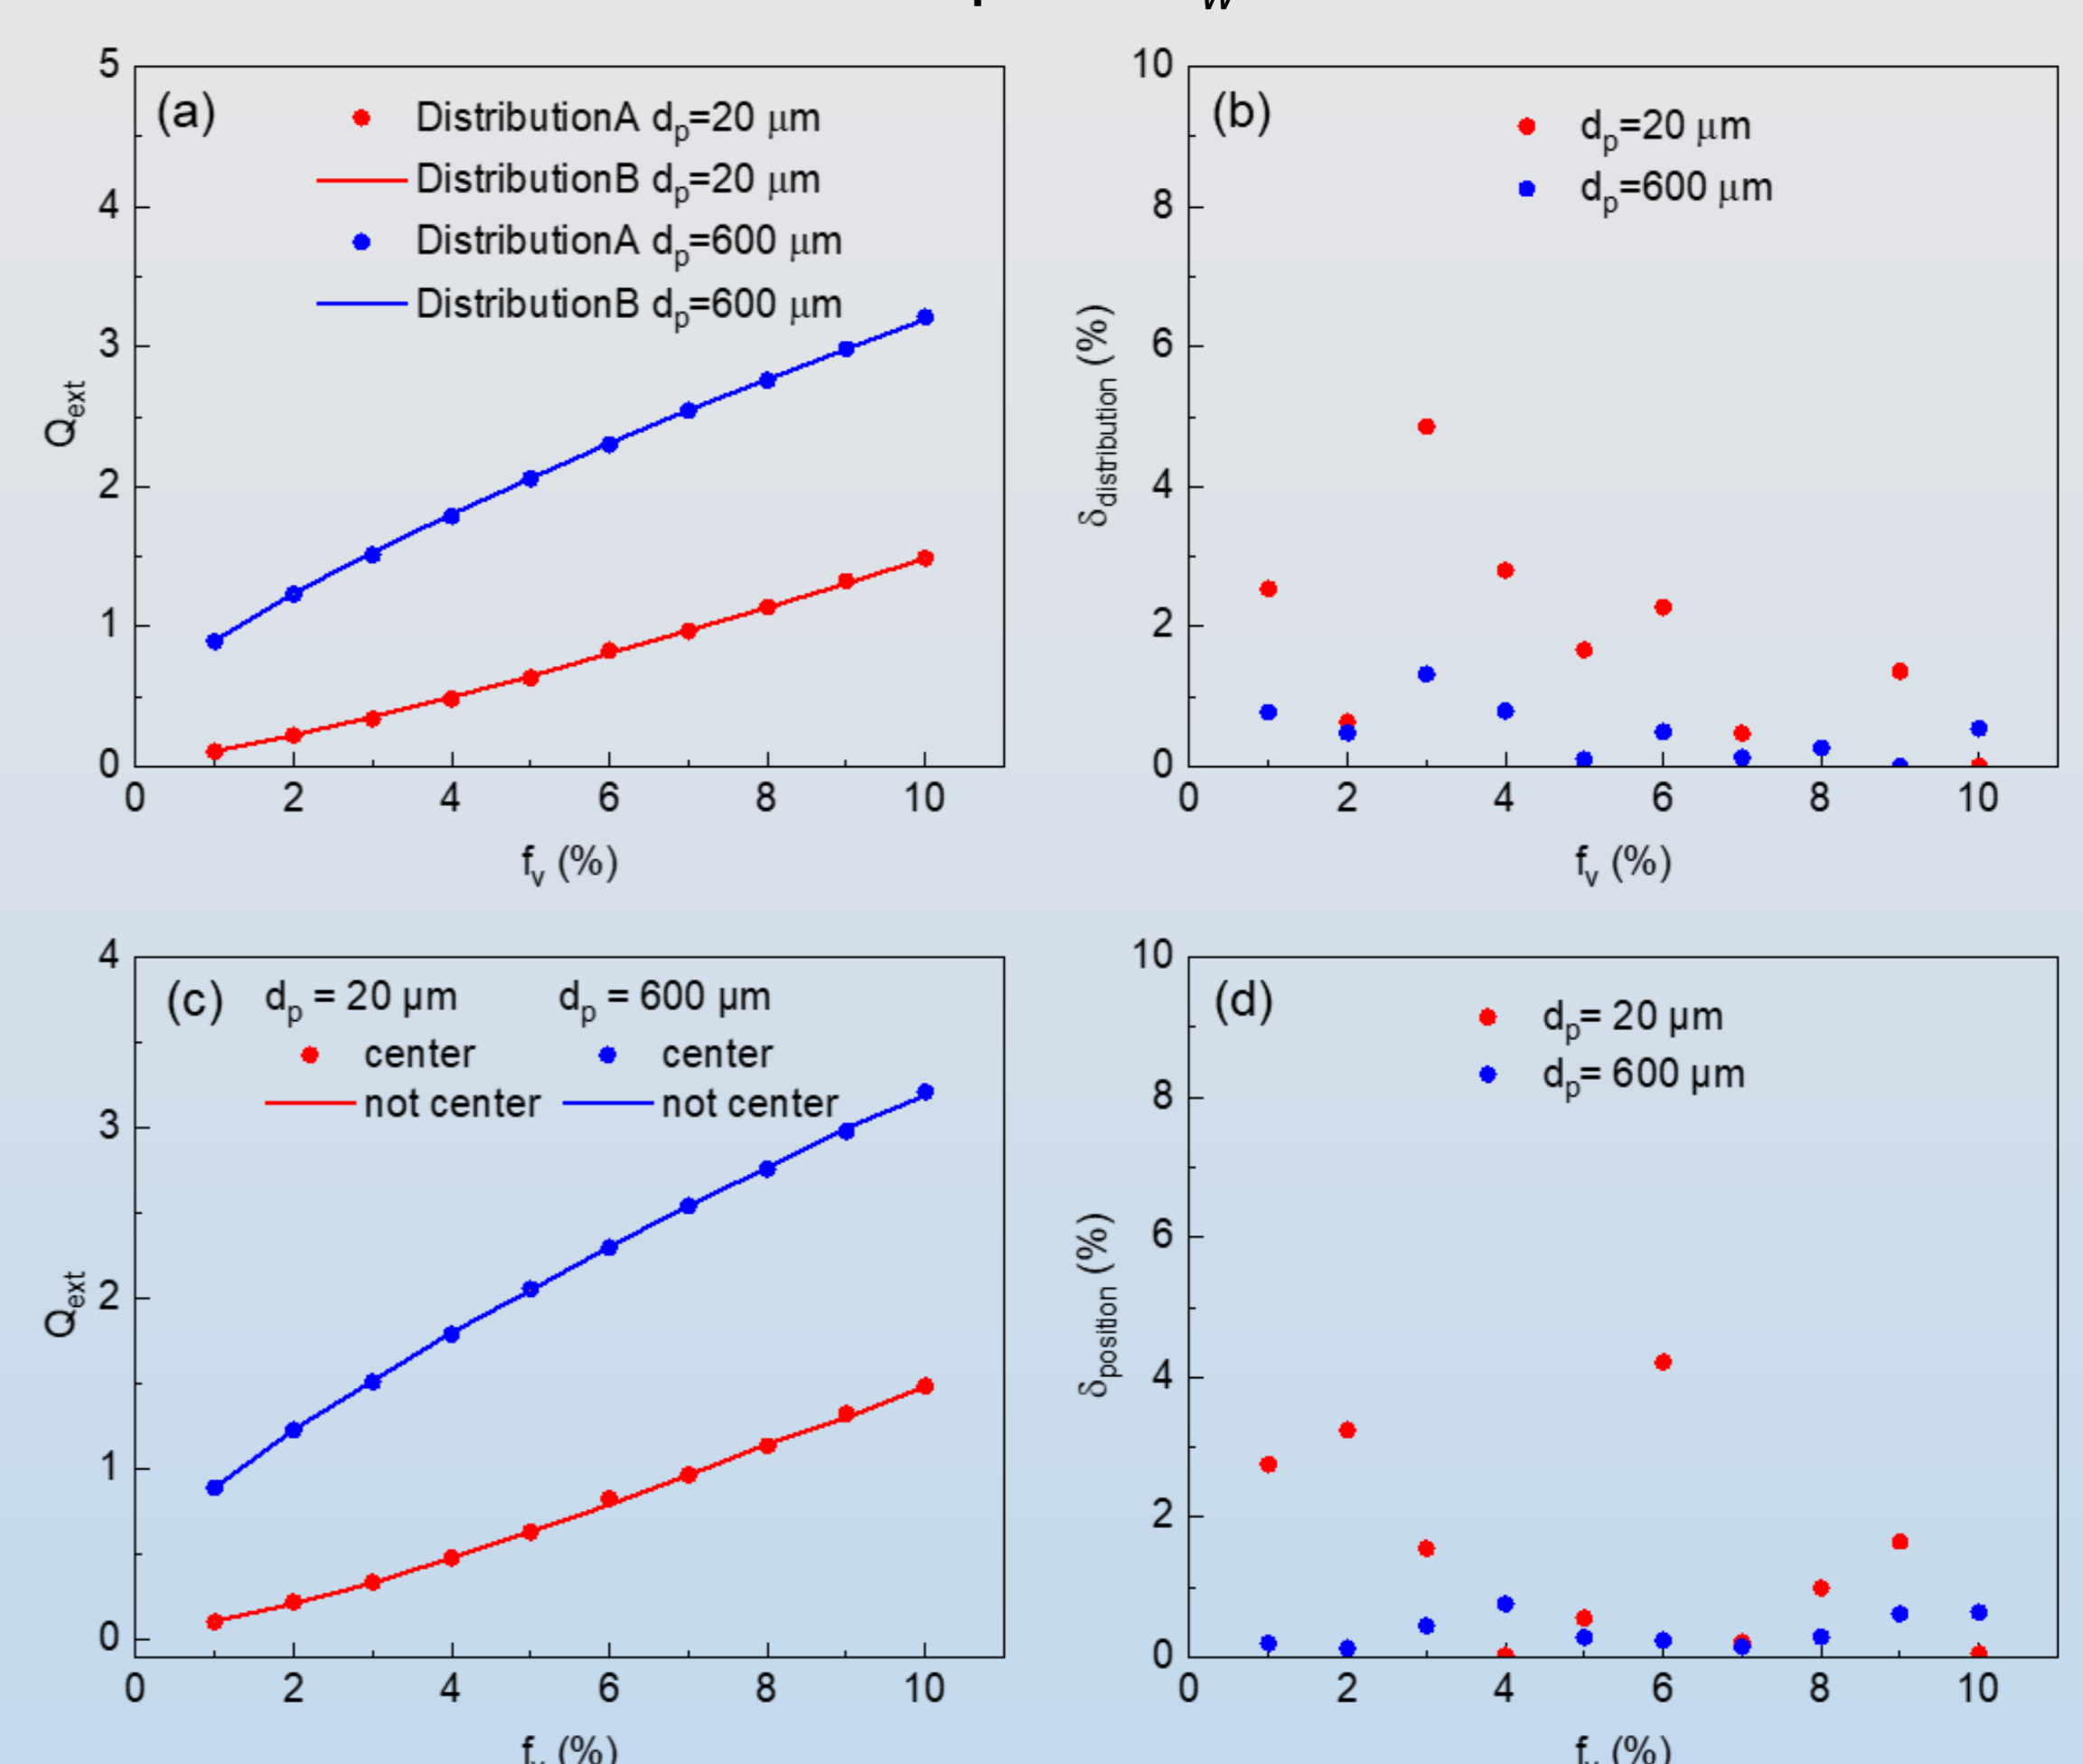 W
(a)
DistributionA dp=20 μm
DistributionB dp=20 μm
DistributionA dp=600 μm
DistributionB dp=600 μm
Qext
5
4
3
2
1
0
0 2 4 6 8 10
fv (%)
(b)
dp=20 μm
dp=600 μm
δdistribution (%)
10
8
6
4
2
0
0 2 4 6 8 10
fv (%)
(c)
dp = 20 µm dp = 600 µm
center center
not center not center
Qext
4
3
2
1
0
0 2 4 6 8 10
fv (%)
(d)
dp= 20 µm
dp= 600 µm
δposition (%)
10
8
6
4
2
0
0 2 4 6 8 10
fv (%)